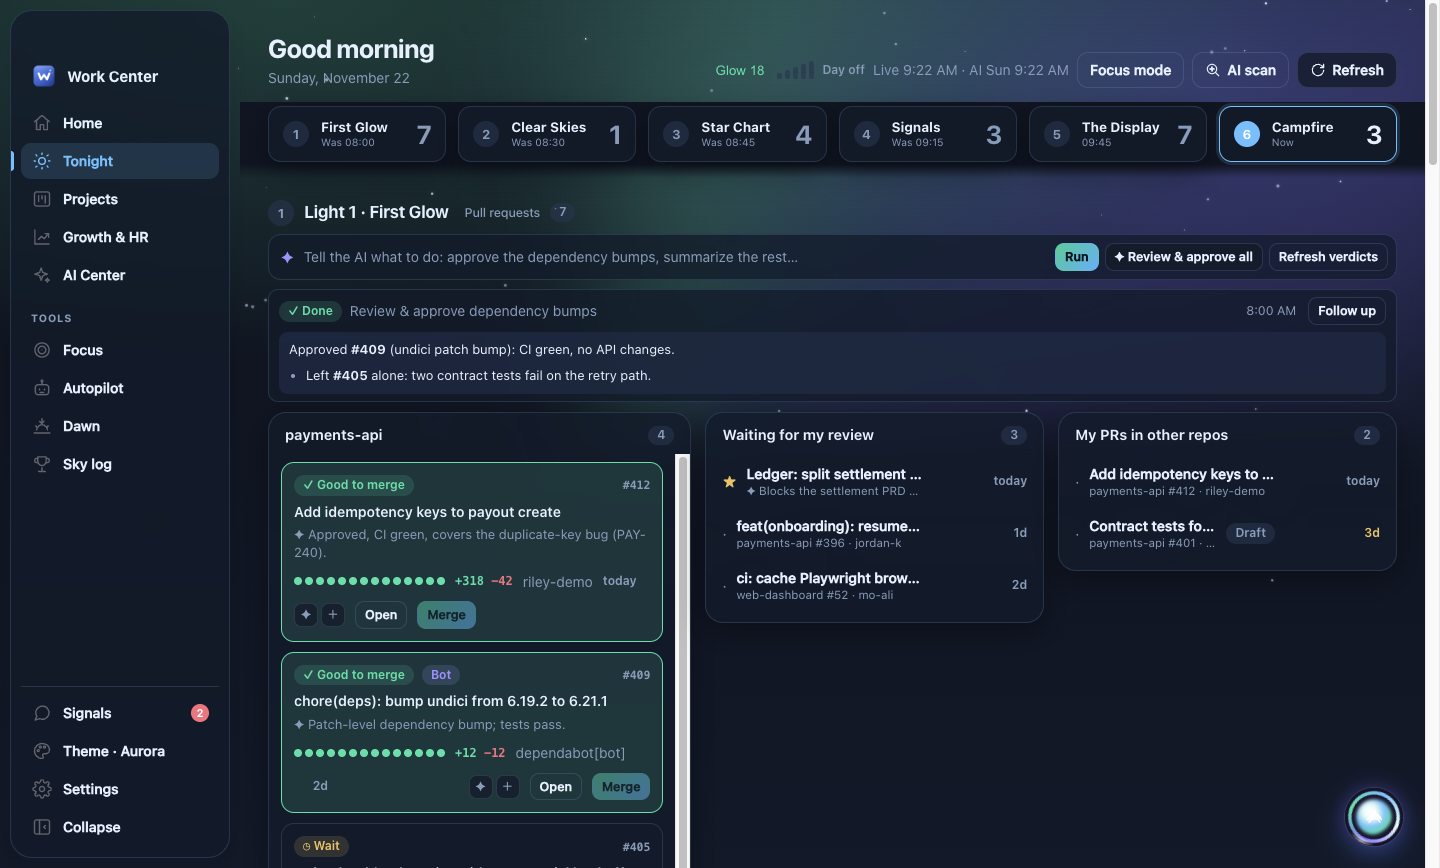 Work Center
Home
Tonight
Projects
Growth & HR
AI Center
TOOLS
Focus
Autopilot
Dawn
Sky log
Signals
2
Theme · Aurora
Settings
Collapse
Good morning
Sunday, November 22
Glow 18
Day off
Live 9:22 AM · AI Sun 9:22 AM
Focus mode
AI scan
Refresh
1
First Glow
Was 08:00
7
2
Clear Skies
Was 08:30
1
3
Star Chart
Was 08:45
4
4
Signals
Was 09:15
3
5
The Display
09:45
7
6
Campfire
Now
3
1
Light 1 · First Glow
Pull requests
7
Tell the AI what to do: approve the dependency bumps, summarize the rest...
Run
✦ Review & approve all
Refresh verdicts
✓ Done
Review & approve dependency bumps
8:00 AM
Follow up
Approved #409 (undici patch bump): CI green, no API changes.
• Left #405 alone: two contract tests fail on the retry path.
payments-api
4
✓ Good to merge
#412
Add idempotency keys to payout create
✦ Approved, CI green, covers the duplicate-key bug (PAY-
240).
+318 −42 riley-demo today
✦ + Open Merge
✓ Good to merge
Bot
#409
chore(deps): bump undici from 6.19.2 to 6.21.1
✦ Patch-level dependency bump; tests pass.
+12 −12 dependabot[bot]
2d
✦ + Open Merge
Wait
#405
Waiting for my review
3
Ledger: split settlement ...
✦ Blocks the settlement PRD ...
today
feat(onboarding): resume...
payments-api #396 · jordan-k
1d
ci: cache Playwright brow...
web-dashboard #52 · mo-ali
2d
My PRs in other repos
2
Add idempotency keys to ...
payments-api #412 · riley-demo
today
Contract tests fo...
payments-api #401 · ...
Draft
3d